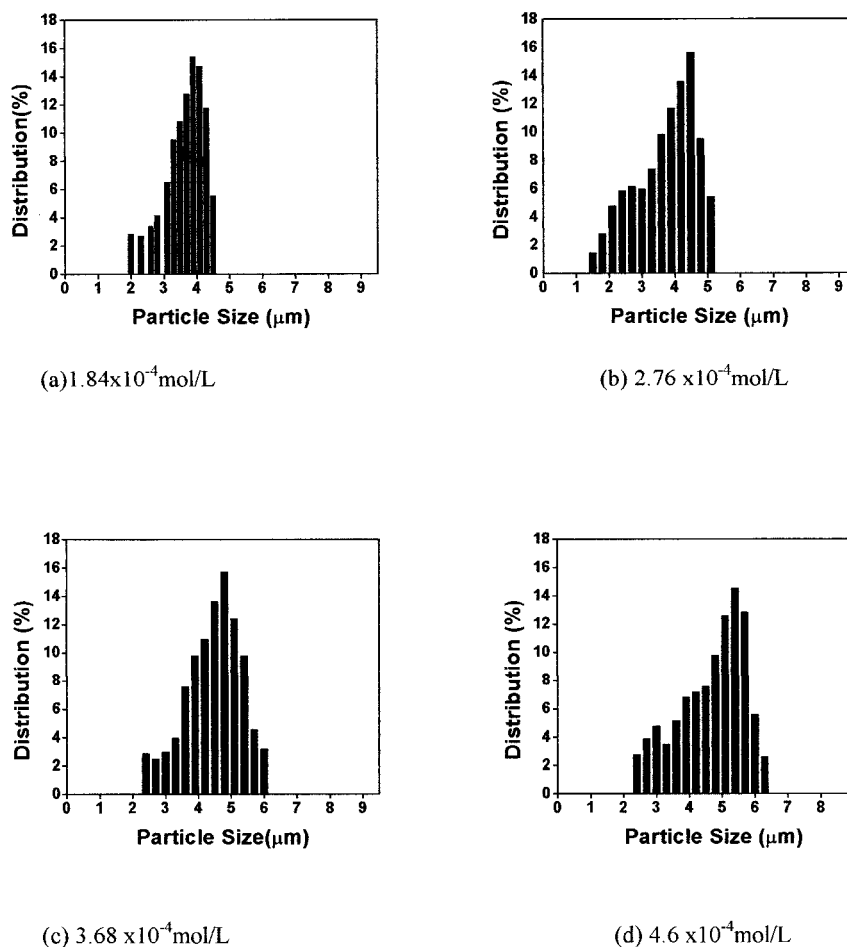 18
16
14
12
10
8
6
4
2
0
Distribution(%)
0 1 2 3 4 5 6 7 8 9
Particle Size (μm)
(a)1.84x10⁻⁴mol/L
18
16
14
12
10
8
6
4
2
0
Distribution (%)
0 1 2 3 4 5 6 7 8 9
Particle Size (μm)
(b) 2.76 x10⁻⁴mol/L
18
16
14
12
10
8
6
4
2
0
Distribution (%)
0 1 2 3 4 5 6 7 8 9
Particle Size(μm)
(c) 3.68 x10⁻⁴mol/L
18
16
14
12
10
8
6
4
2
0
Distribution (%)
0 1 2 3 4 5 6 7 8
Particle Size (μm)
(d) 4.6 x10⁻⁴mol/L